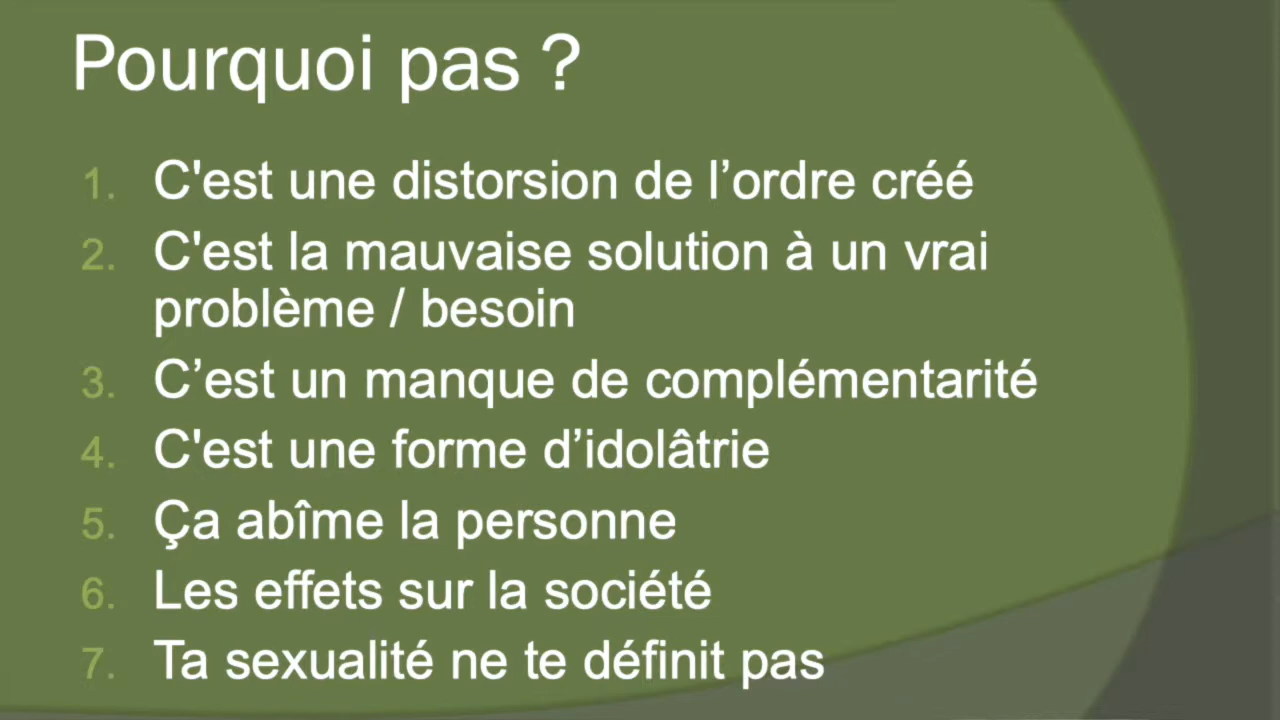 Pourquoi pas ?
1. C'est une distorsion de l’ordre créé
2. C'est la mauvaise solution à un vrai
problème / besoin
3. C’est un manque de complémentarité
4. C'est une forme d’idolâtrie
5. Ça abîme la personne
6. Les effets sur la société
7. Ta sexualité ne te définit pas